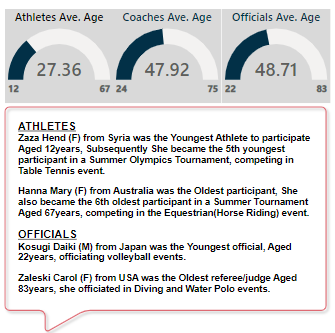 Athletes Ave. Age Coaches Ave. Age Officials Ave. Age
27.36 47.92 48.71
12 67 24 75 22 83
ATHLETES
Zaza Hend (F) from Syria was the Youngest Athlete to participate
Aged 12years, Subsequently She became the 5th youngest
participant in a Summer Olympics Tournament, competing in
Table Tennis event.
Hanna Mary (F) from Australia was the Oldest participant, She
also became the 6th oldest participant in a Summer Tournament
Aged 67years, competing in the Equestrian(Horse Riding) event.
OFFICIALS
Kosugi Daiki (M) from Japan was the Youngest official, Aged
22years, officiating volleyball events.
Zaleski Carol (F) from USA was the Oldest referee/judge Aged
83years, she officiated in Diving and Water Polo events.